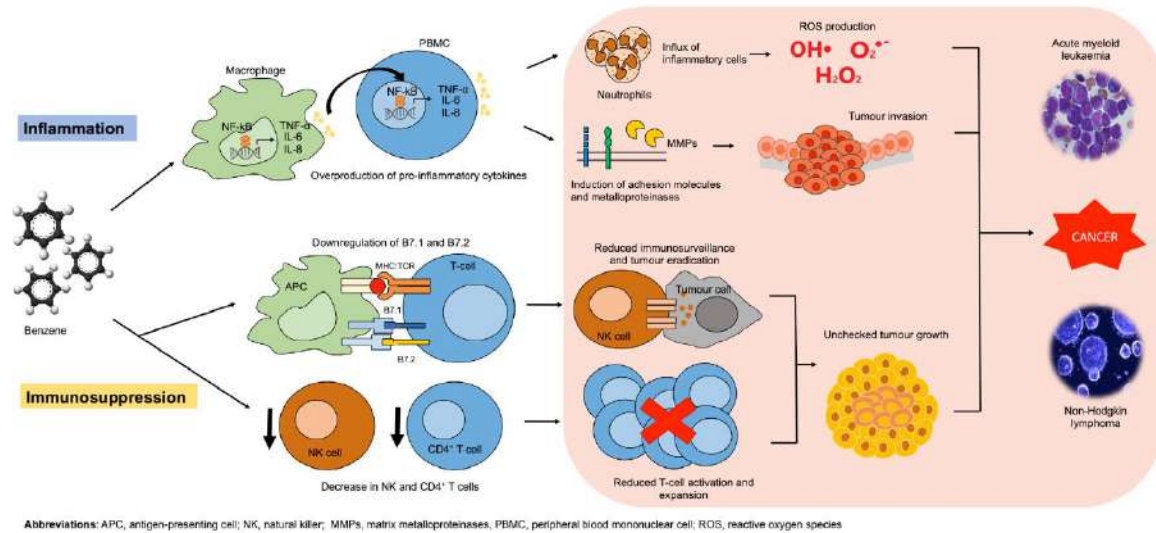 Inflammation
Benzene
Immunosuppression
Macrophage
NF-kB
TNF-α
IL-6
IL-8
PBMC
NF-kB
TNF-α
IL-6
IL-8
Overproduction of pro-inflammatory cytokines
Downregulation of B7.1 and B7.2
MHC:TCR
T-cell
APC
B7.1
B7.2
NK cell
CD4⁺ T-cell
Decrease in NK and CD4⁺ T cells
Neutrophils
Influx of
inflammatory cells
ROS production
OH• O₂•⁻
H₂O₂
MMPs
Induction of adhesion molecules
and metalloproteinases
Tumour invasion
Reduced immunosurveillance
and tumour eradication
Tumour cell
NK cell
Reduced T-cell activation and
expansion
Unchecked tumour growth
Acute myeloid
leukaemia
CANCER
Non-Hodgkin
lymphoma
Abbreviations: APC, antigen-presenting cell; NK, natural killer; MMPs, matrix metalloproteinases, PBMC, peripheral blood mononuclear cell; ROS, reactive oxygen species